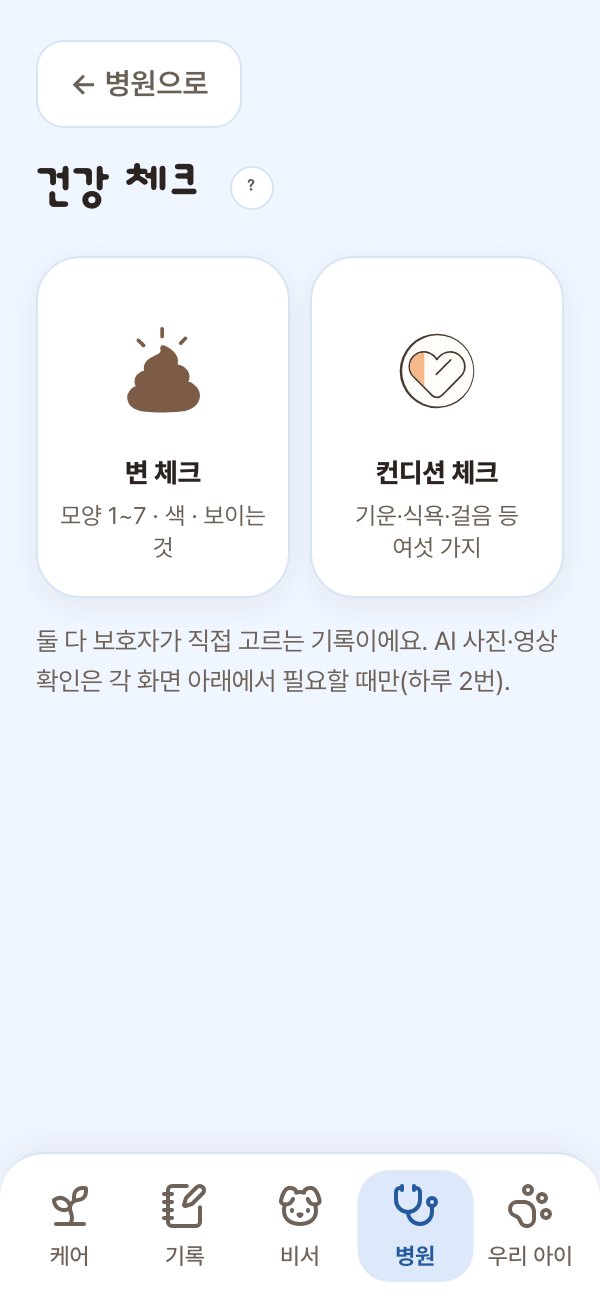 ← 병원으로
건강 체크 ?
변 체크
모양 1~7 · 색 · 보이는
것
컨디션 체크
기운·식욕·걸음 등
여섯 가지
둘 다 보호자가 직접 고르는 기록이에요. AI 사진·영상
확인은 각 화면 아래에서 필요할 때만(하루 2번).
케어
기록
비서
병원
우리 아이